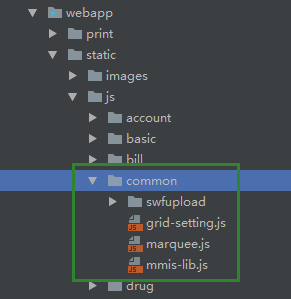 webapp
print
static
images
js
account
basic
bill
common
swfupload
grid-setting.js
marquee.js
mmis-lib.js
drug